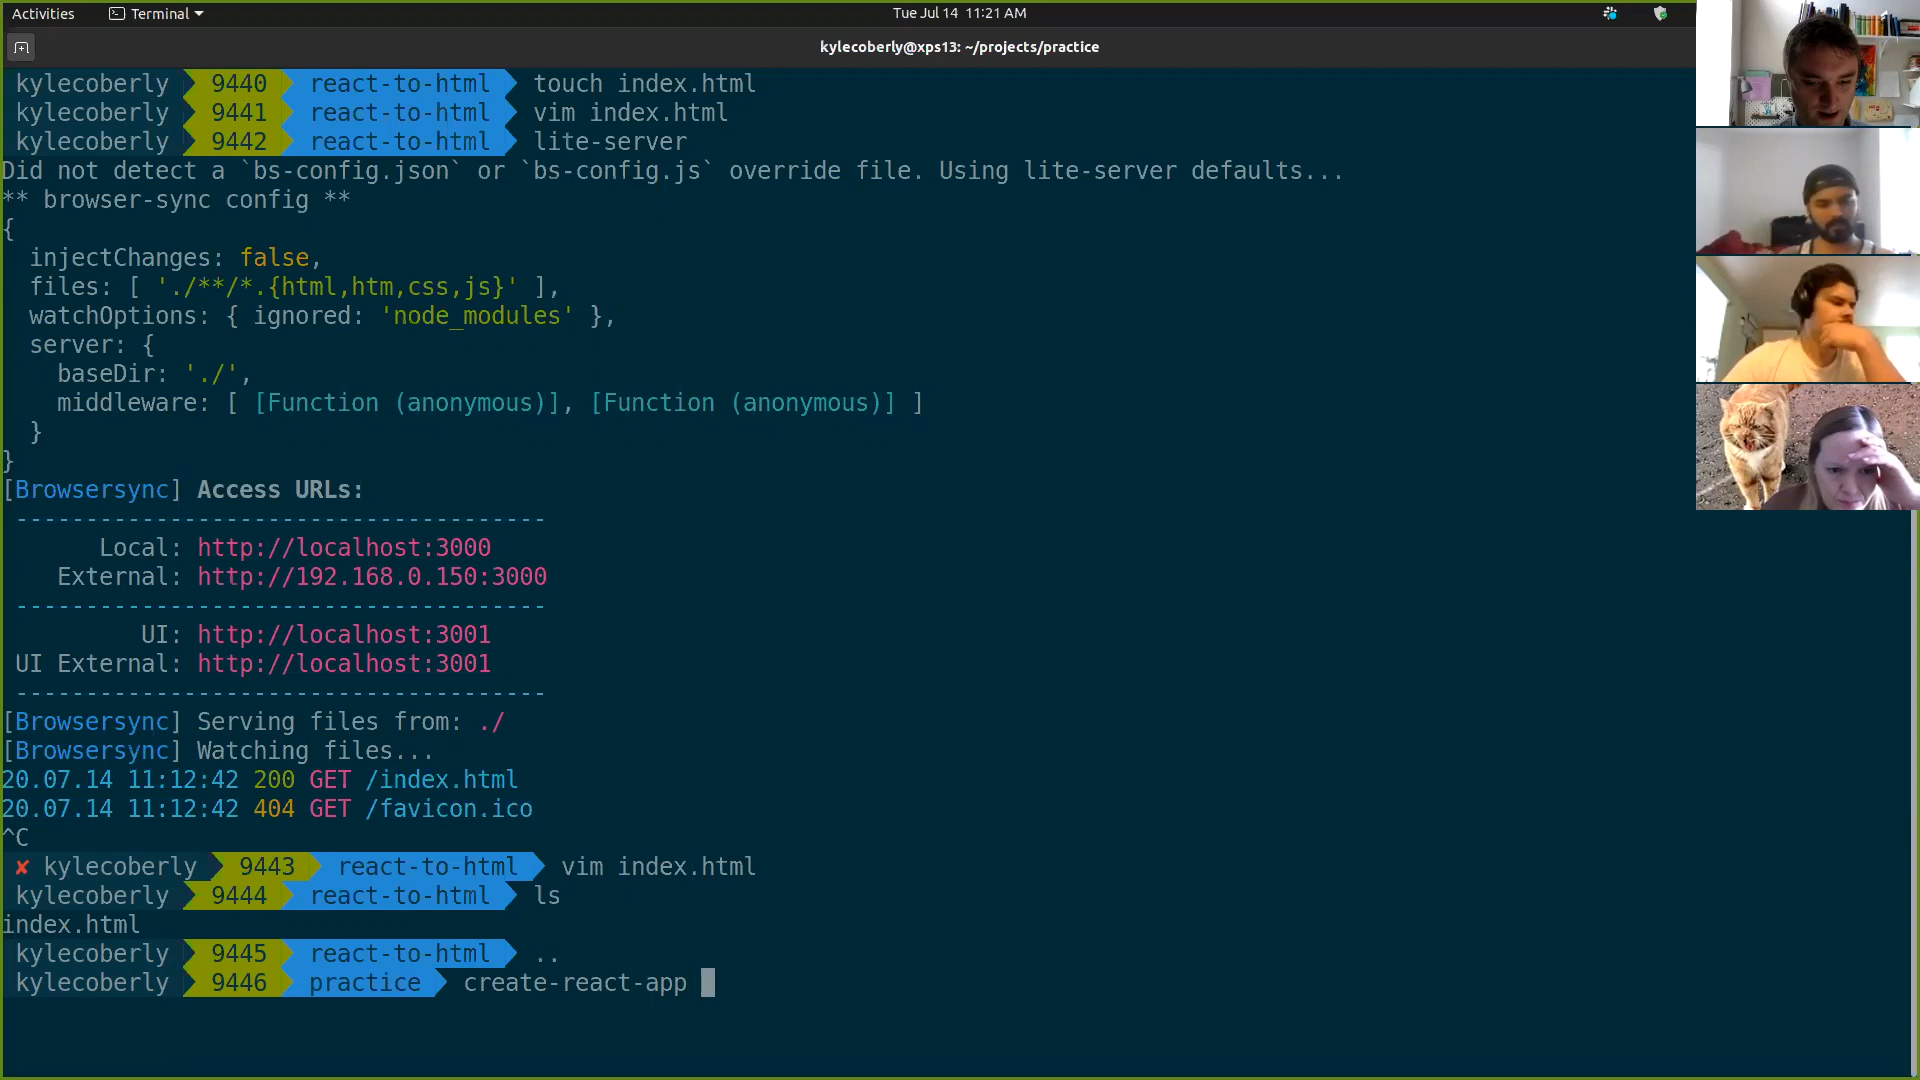 Activities Terminal Tue Jul 14 11:21 AM
kylecoberly@xps13: ~/projects/practice
kylecoberly 9440 react-to-html touch index.html
kylecoberly 9441 react-to-html vim index.html
kylecoberly 9442 react-to-html lite-server
Did not detect a `bs-config.json` or `bs-config.js` override file. Using lite-server defaults...
** browser-sync config **
{
  injectChanges: false,
  files: [ './**/*.{html,htm,css,js}' ],
  watchOptions: { ignored: 'node_modules' },
  server: {
    baseDir: './',
    middleware: [ [Function (anonymous)], [Function (anonymous)] ]
  }
}
[Browsersync] Access URLs:
 --------------------------------------
       Local: http://localhost:3000
    External: http://192.168.0.150:3000
 --------------------------------------
          UI: http://localhost:3001
 UI External: http://localhost:3001
 --------------------------------------
[Browsersync] Serving files from: ./
[Browsersync] Watching files...
20.07.14 11:12:42 200 GET /index.html
20.07.14 11:12:42 404 GET /favicon.ico
^C
✘ kylecoberly 9443 react-to-html vim index.html
kylecoberly 9444 react-to-html ls
index.html
kylecoberly 9445 react-to-html ..
kylecoberly 9446 practice create-react-app